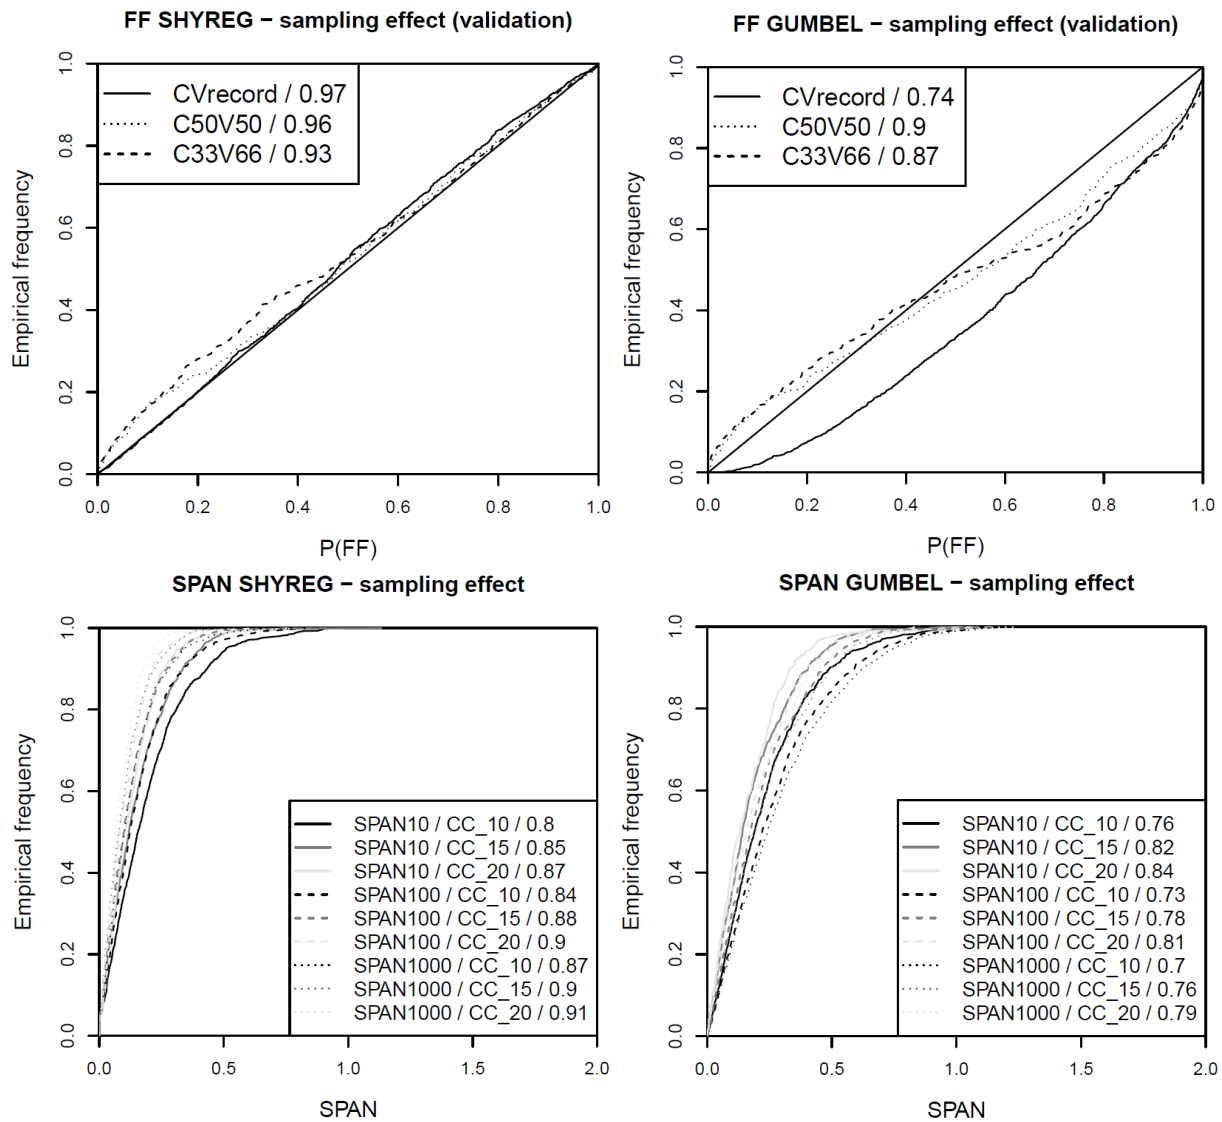 FF SHYREG − sampling effect (validation)
CVrecord / 0.97
C50V50 / 0.96
C33V66 / 0.93
Empirical frequency
0.0 0.2 0.4 0.6 0.8 1.0
0.0 0.2 0.4 0.6 0.8 1.0
P(FF)
FF GUMBEL − sampling effect (validation)
CVrecord / 0.74
C50V50 / 0.9
C33V66 / 0.87
Empirical frequency
0.0 0.2 0.4 0.6 0.8 1.0
0.0 0.2 0.4 0.6 0.8 1.0
P(FF)
SPAN SHYREG − sampling effect
Empirical frequency
0.0 0.2 0.4 0.6 0.8 1.0
SPAN10 / CC_10 / 0.8
SPAN10 / CC_15 / 0.85
SPAN10 / CC_20 / 0.87
SPAN100 / CC_10 / 0.84
SPAN100 / CC_15 / 0.88
SPAN100 / CC_20 / 0.9
SPAN1000 / CC_10 / 0.87
SPAN1000 / CC_15 / 0.9
SPAN1000 / CC_20 / 0.91
0.0 0.5 1.0 1.5 2.0
SPAN
SPAN GUMBEL − sampling effect
Empirical frequency
0.0 0.2 0.4 0.6 0.8 1.0
SPAN10 / CC_10 / 0.76
SPAN10 / CC_15 / 0.82
SPAN10 / CC_20 / 0.84
SPAN100 / CC_10 / 0.73
SPAN100 / CC_15 / 0.78
SPAN100 / CC_20 / 0.81
SPAN1000 / CC_10 / 0.7
SPAN1000 / CC_15 / 0.76
SPAN1000 / CC_20 / 0.79
0.0 0.5 1.0 1.5 2.0
SPAN